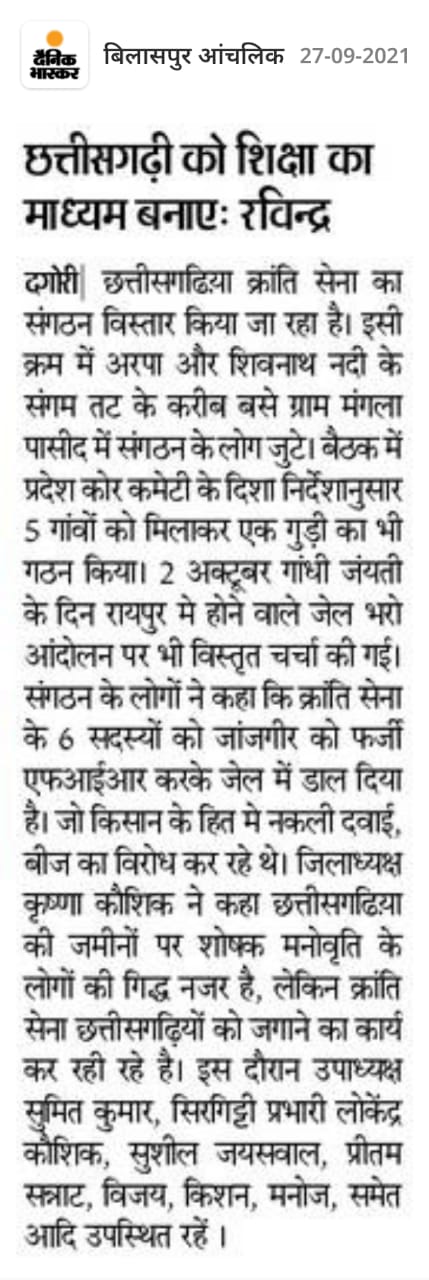 दैनिक
भास्कर
बिलासपुर आंचलिक 27-09-2021
छत्तीसगढ़ी को शिक्षा का
माध्यम बनाएः रविन्द्र
दगोरी| छत्तीसगढिय़ा क्रांति सेना का
संगठन विस्तार किया जा रहा है। इसी
क्रम में अरपा और शिवनाथ नदी के
संगम तट के करीब बसे ग्राम मंगला
पासीद में संगठन के लोग जुटे। बैठक में
प्रदेश कोर कमेटी के दिशा निर्देशानुसार
5 गांवों को मिलाकर एक गुड़ी का भी
गठन किया। 2 अक्टूबर गांधी जंयती
के दिन रायपुर मे होने वाले जेल भरो
आंदोलन पर भी विस्तृत चर्चा की गई।
संगठन के लोगों ने कहा कि क्रांति सेना
के 6 सदस्यों को जांजगीर को फर्जी
एफआईआर करके जेल में डाल दिया
है। जो किसान के हित मे नकली दवाई,
बीज का विरोध कर रहे थे। जिलाध्यक्ष
कृष्णा कौशिक ने कहा छत्तीसगढिय़ा
की जमीनों पर शोषक मनोवृति के
लोगों की गिद्ध नजर है, लेकिन क्रांति
सेना छत्तीसगढ़ियों को जगाने का कार्य
कर रही रहे है। इस दौरान उपाध्यक्ष
सुमित कुमार, सिरगिट्टी प्रभारी लोकेंद्र
कौशिक, सुशील जयसवाल, प्रीतम
सम्राट, विजय, किशन, मनोज, समेत
आदि उपस्थित रहें ।